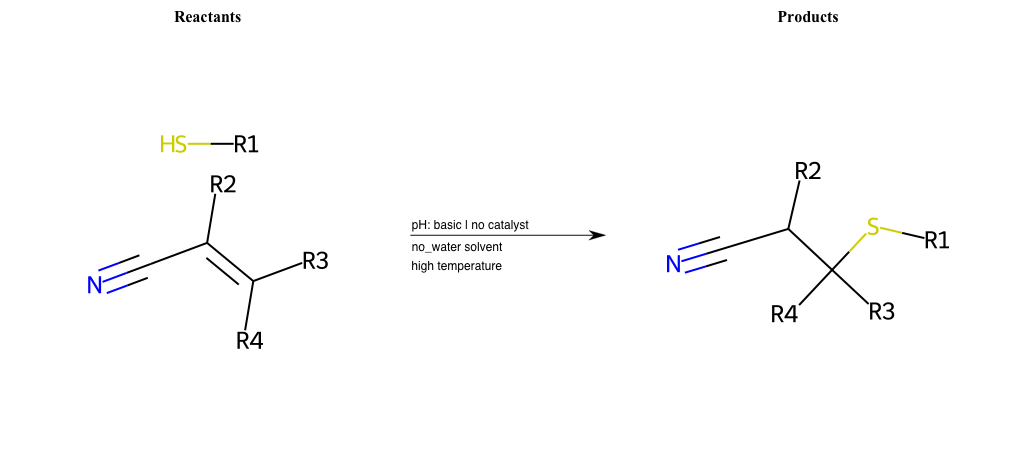 Reactants
Products
HS
R1
R2
R3
N
R4
pH: basic | no catalyst
no_water solvent
high temperature
R2
S
R1
N
R4
R3